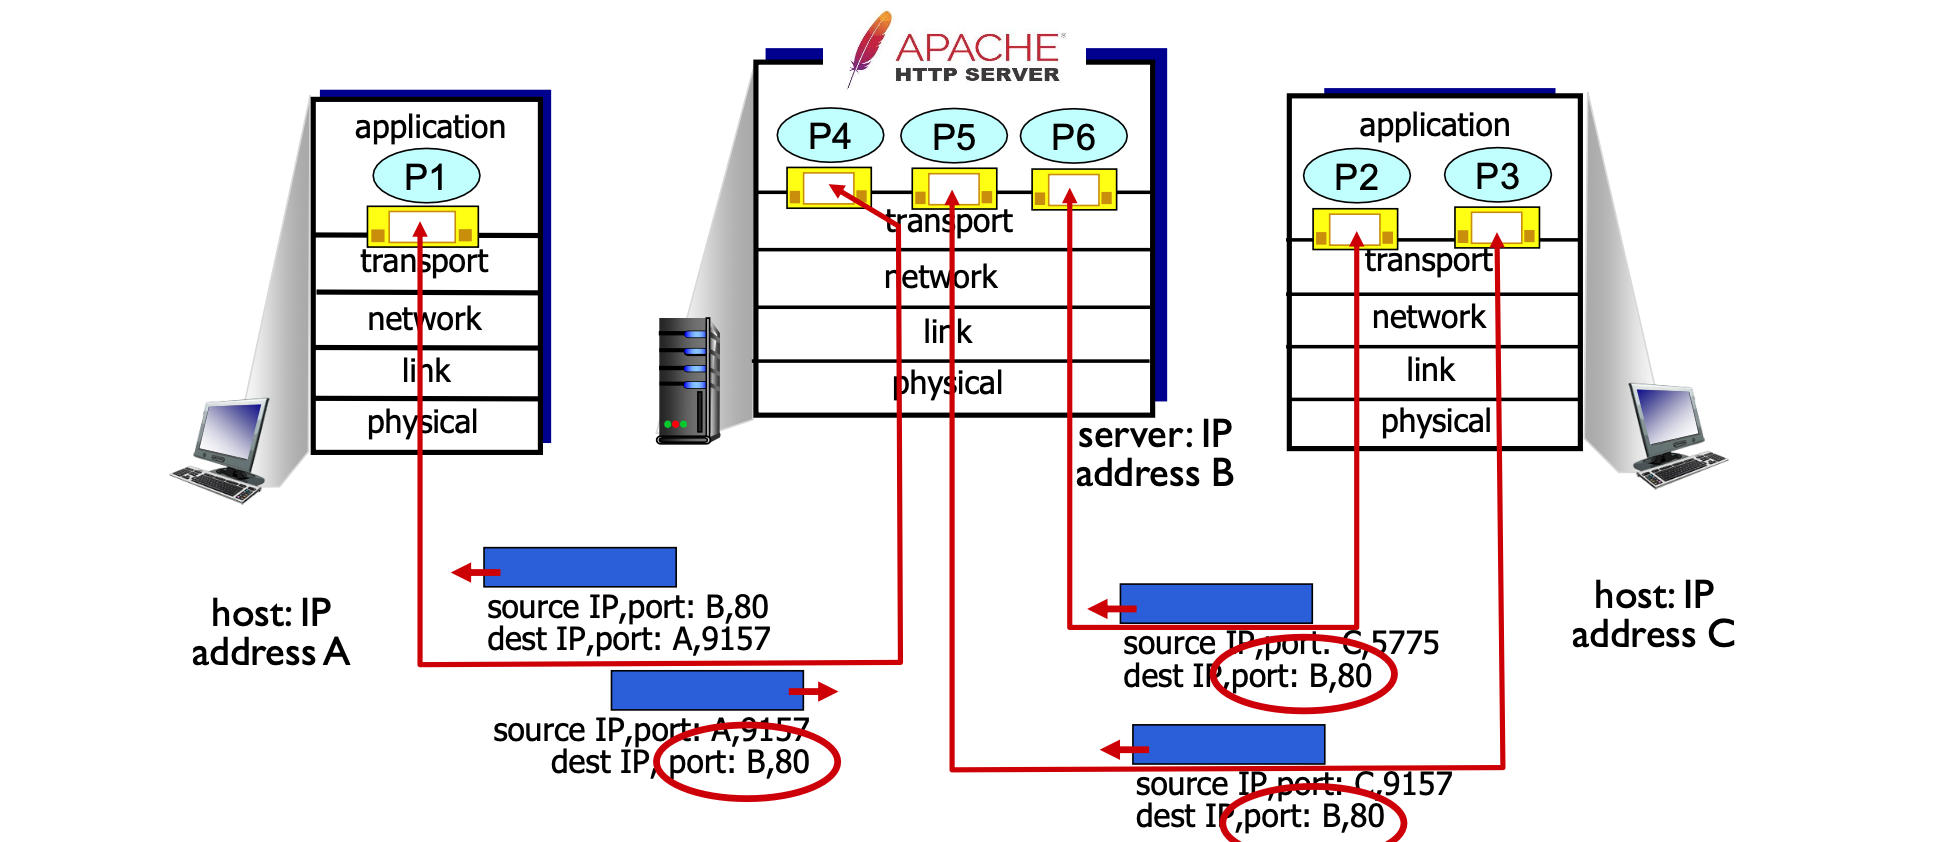 APACHE
HTTP SERVER
application
P1
transport
network
link
physical
host: IP
address A
P4
P5
P6
transport
network
link
physical
server: IP
address B
application
P2
P3
transport
network
link
physical
host: IP
address C
source IP,port: B,80
dest IP,port: A,9157
source IP,port: A,9157
dest IP, port: B,80
source IP,port: C,5775
dest IP,port: B,80
source IP,port: C,9157
dest IP,port: B,80